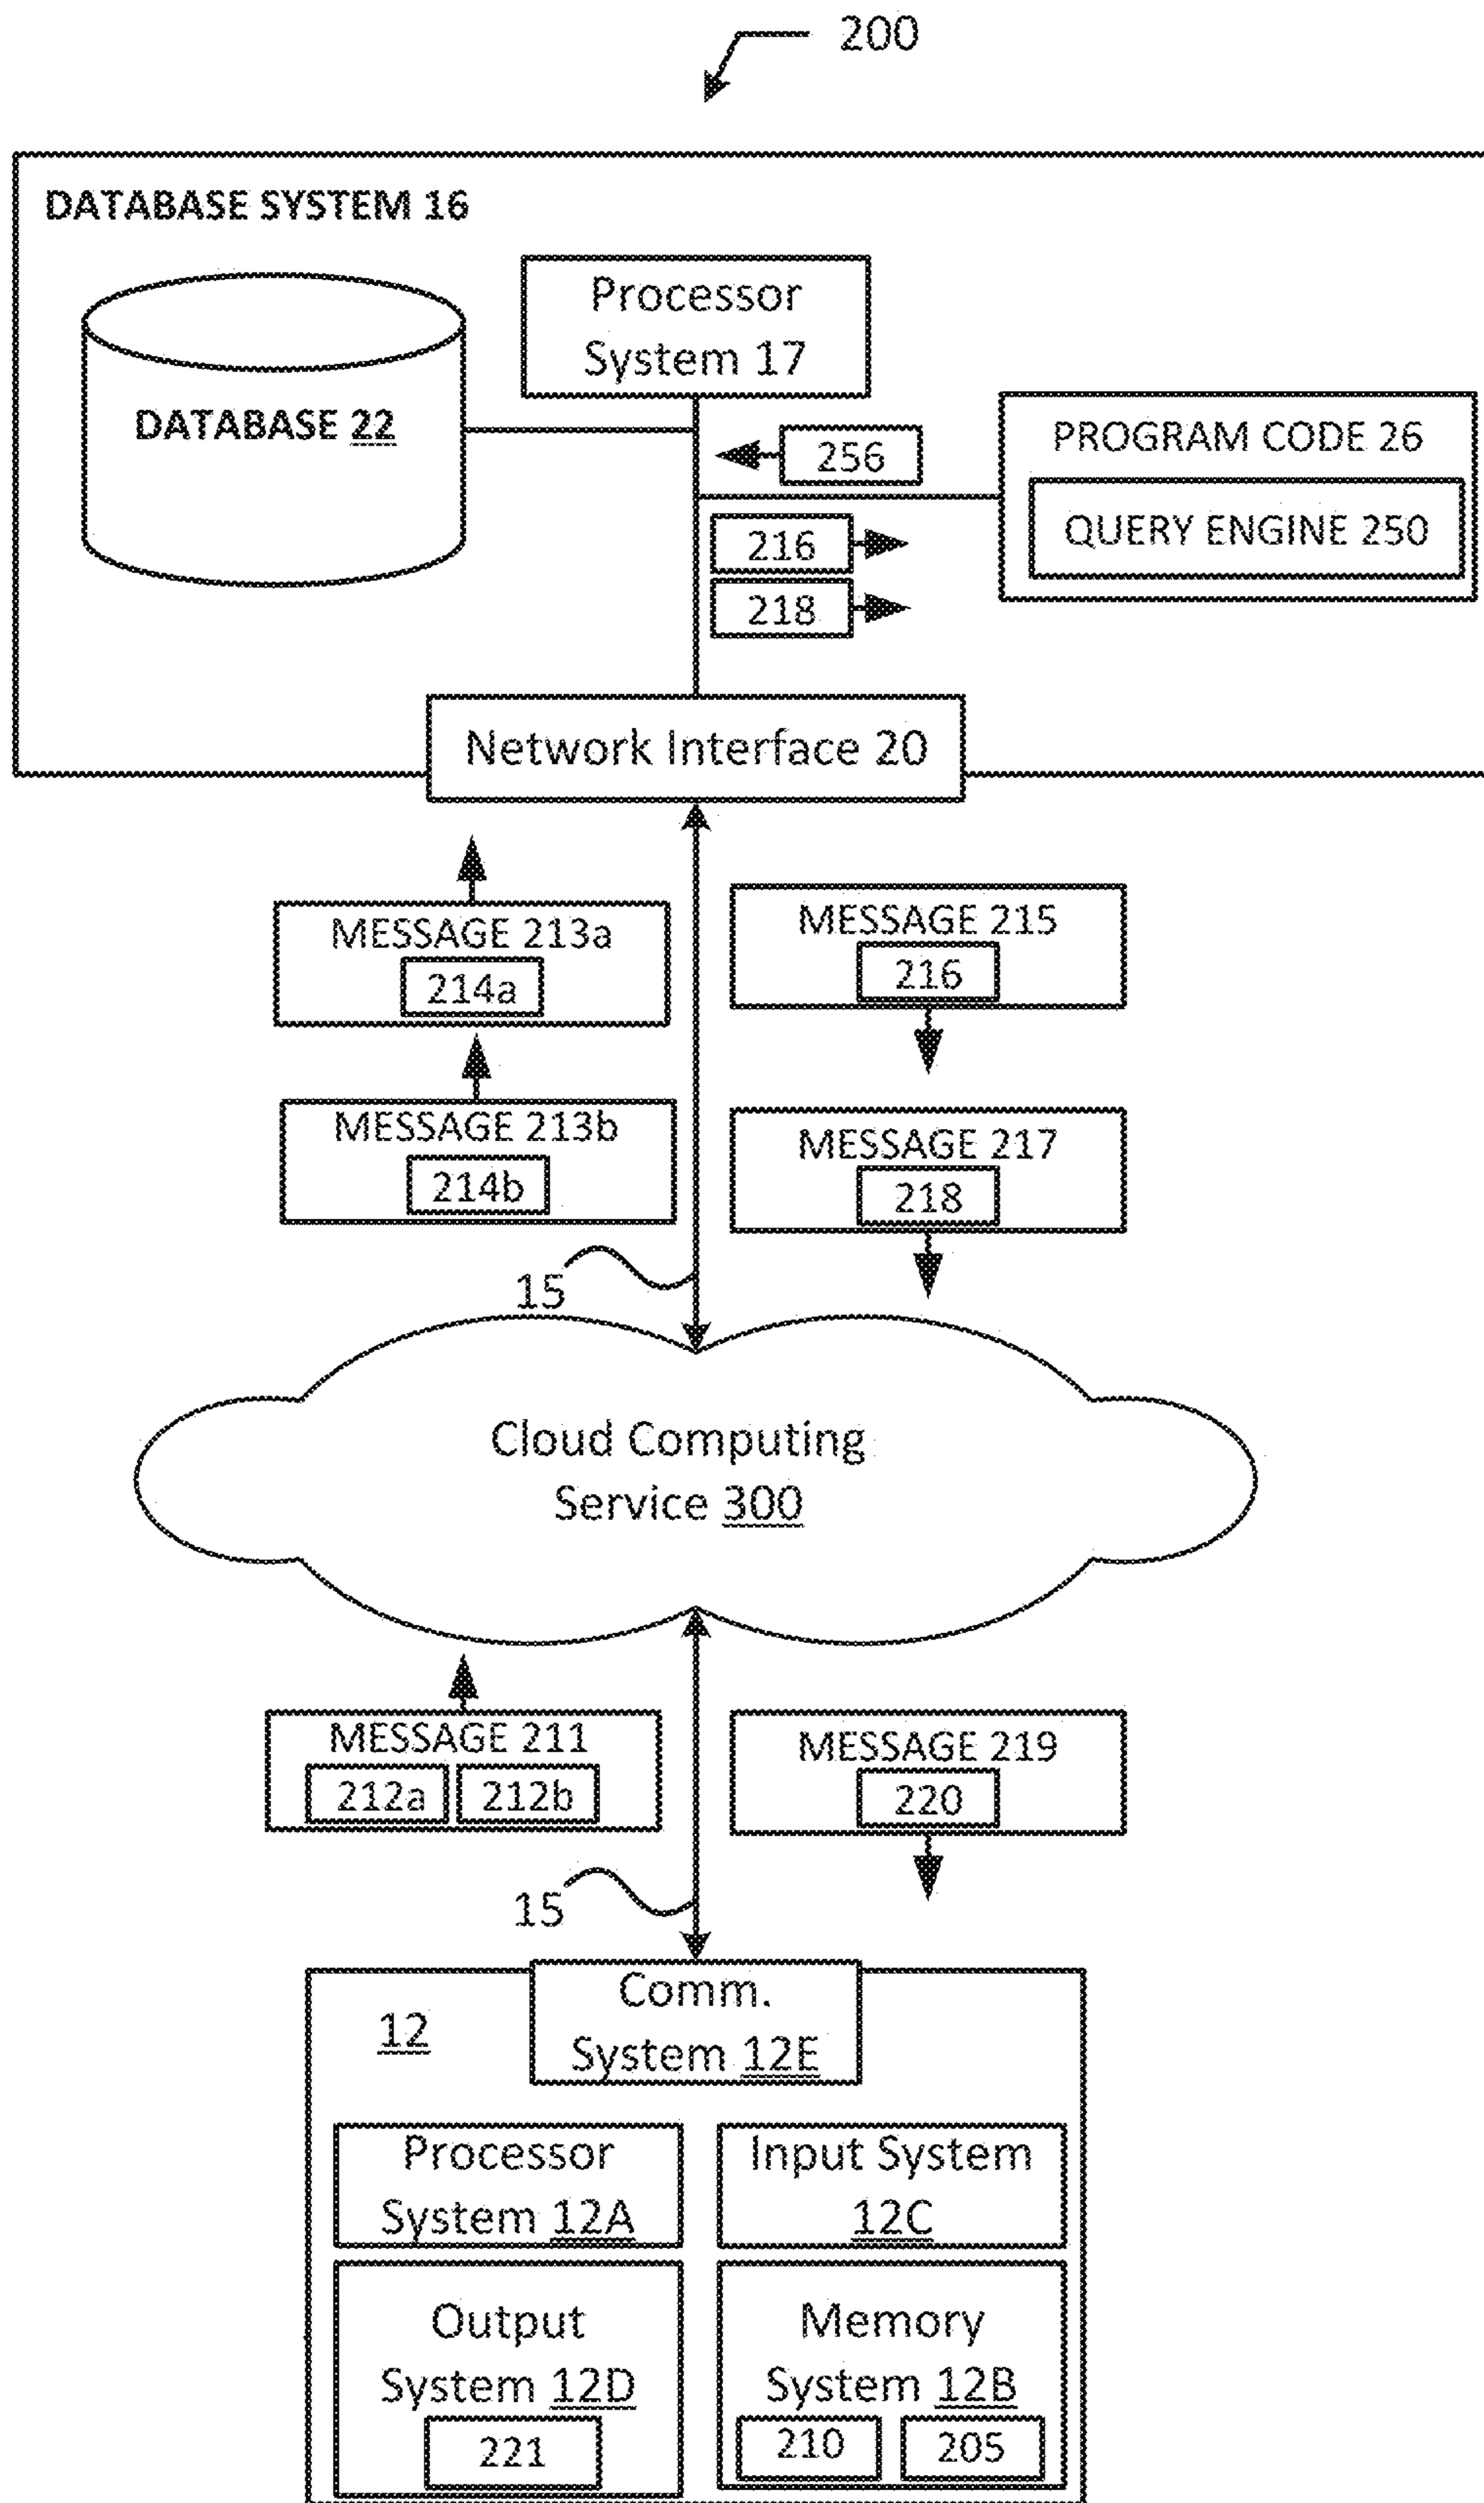 200
DATABASE SYSTEM 16
Processor
System 17
DATABASE 22
256
PROGRAM CODE 26
QUERY ENGINE 250
216
218
Network Interface 20
MESSAGE 213a
214a
MESSAGE 215
216
MESSAGE 213b
214b
MESSAGE 217
218
15
Cloud Computing
Service 300
MESSAGE 211
212a 212b
MESSAGE 219
220
15
12
Comm.
System 12E
Processor
System 12A
Input System
12C
Output
System 12D
221
Memory
System 12B
210 205